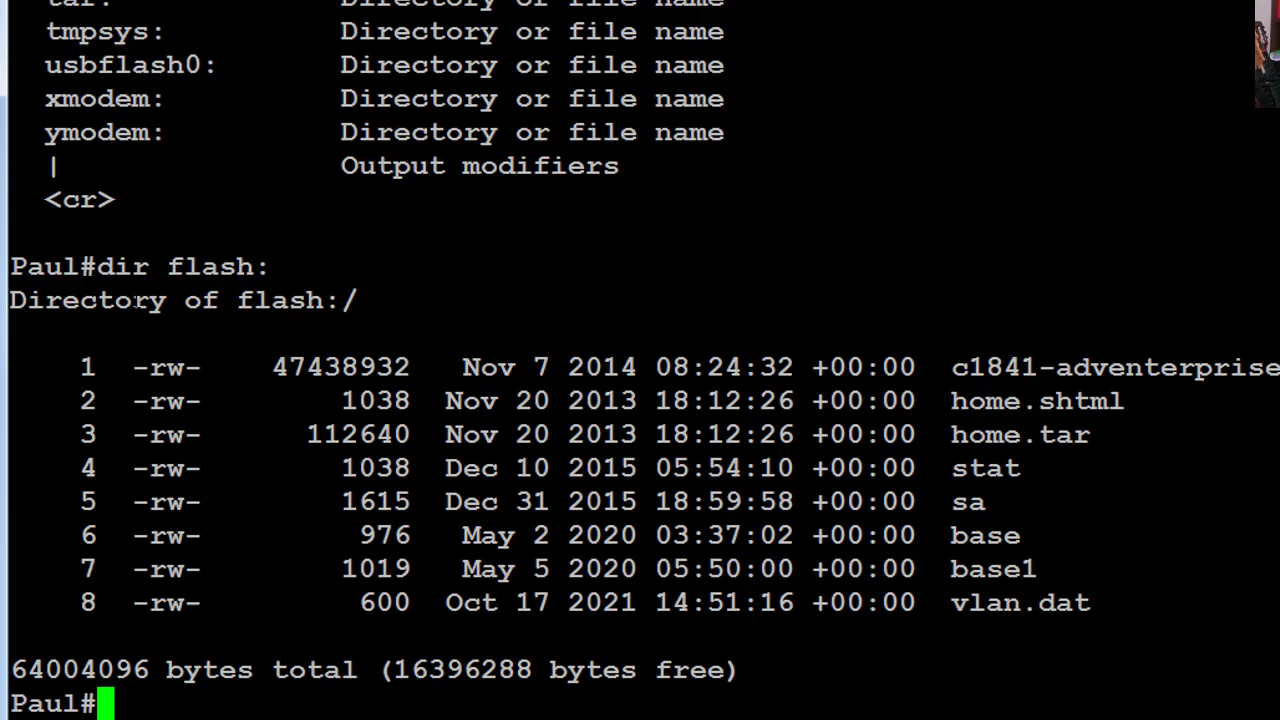 tar: Directory or file name
tmpsys: Directory or file name
usbflash0: Directory or file name
xmodem: Directory or file name
ymodem: Directory or file name
| Output modifiers
<cr>
Paul#dir flash:
Directory of flash:/
1 -rw- 47438932 Nov 7 2014 08:24:32 +00:00 c1841-adventerprise
2 -rw- 1038 Nov 20 2013 18:12:26 +00:00 home.shtml
3 -rw- 112640 Nov 20 2013 18:12:26 +00:00 home.tar
4 -rw- 1038 Dec 10 2015 05:54:10 +00:00 stat
5 -rw- 1615 Dec 31 2015 18:59:58 +00:00 sa
6 -rw- 976 May 2 2020 03:37:02 +00:00 base
7 -rw- 1019 May 5 2020 05:50:00 +00:00 base1
8 -rw- 600 Oct 17 2021 14:51:16 +00:00 vlan.dat
64004096 bytes total (16396288 bytes free)
Paul#